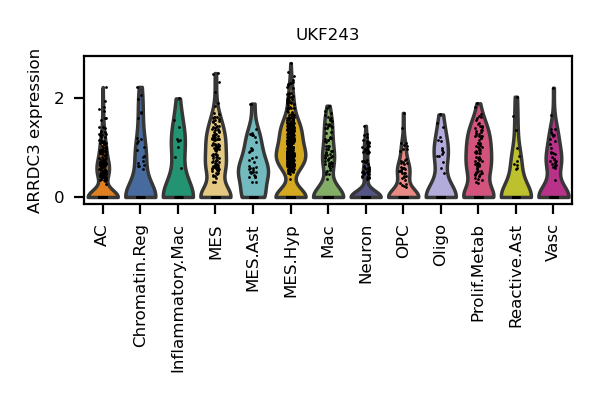 UKF243
ARRDC3 expression
2
0
AC
Chromatin.Reg
Inflammatory.Mac
MES
MES.Ast
MES.Hyp
Mac
Neuron
OPC
Oligo
Prolif.Metab
Reactive.Ast
Vasc